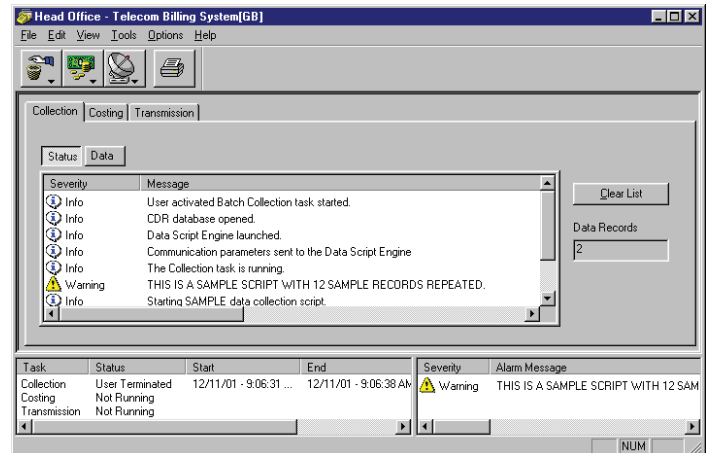 Head Office - Telecom Billing System[GB]
File Edit View Tools Options Help
Collection Costing Transmission
Status Data
Severity Message
Info User activated Batch Collection task started.
Info CDR database opened.
Info Data Script Engine launched.
Info Communication parameters sent to the Data Script Engine
Info The Collection task is running.
Warning THIS IS A SAMPLE SCRIPT WITH 12 SAMPLE RECORDS REPEATED.
Info Starting SAMPLE data collection script.
Clear List
Data Records
2
Task Status Start End
Collection User Terminated 12/11/01 - 9:06:31 ... 12/11/01 - 9:06:38 AM
Costing Not Running
Transmission Not Running
Severity Alarm Message
Warning THIS IS A SAMPLE SCRIPT WITH 12 SAM
NUM